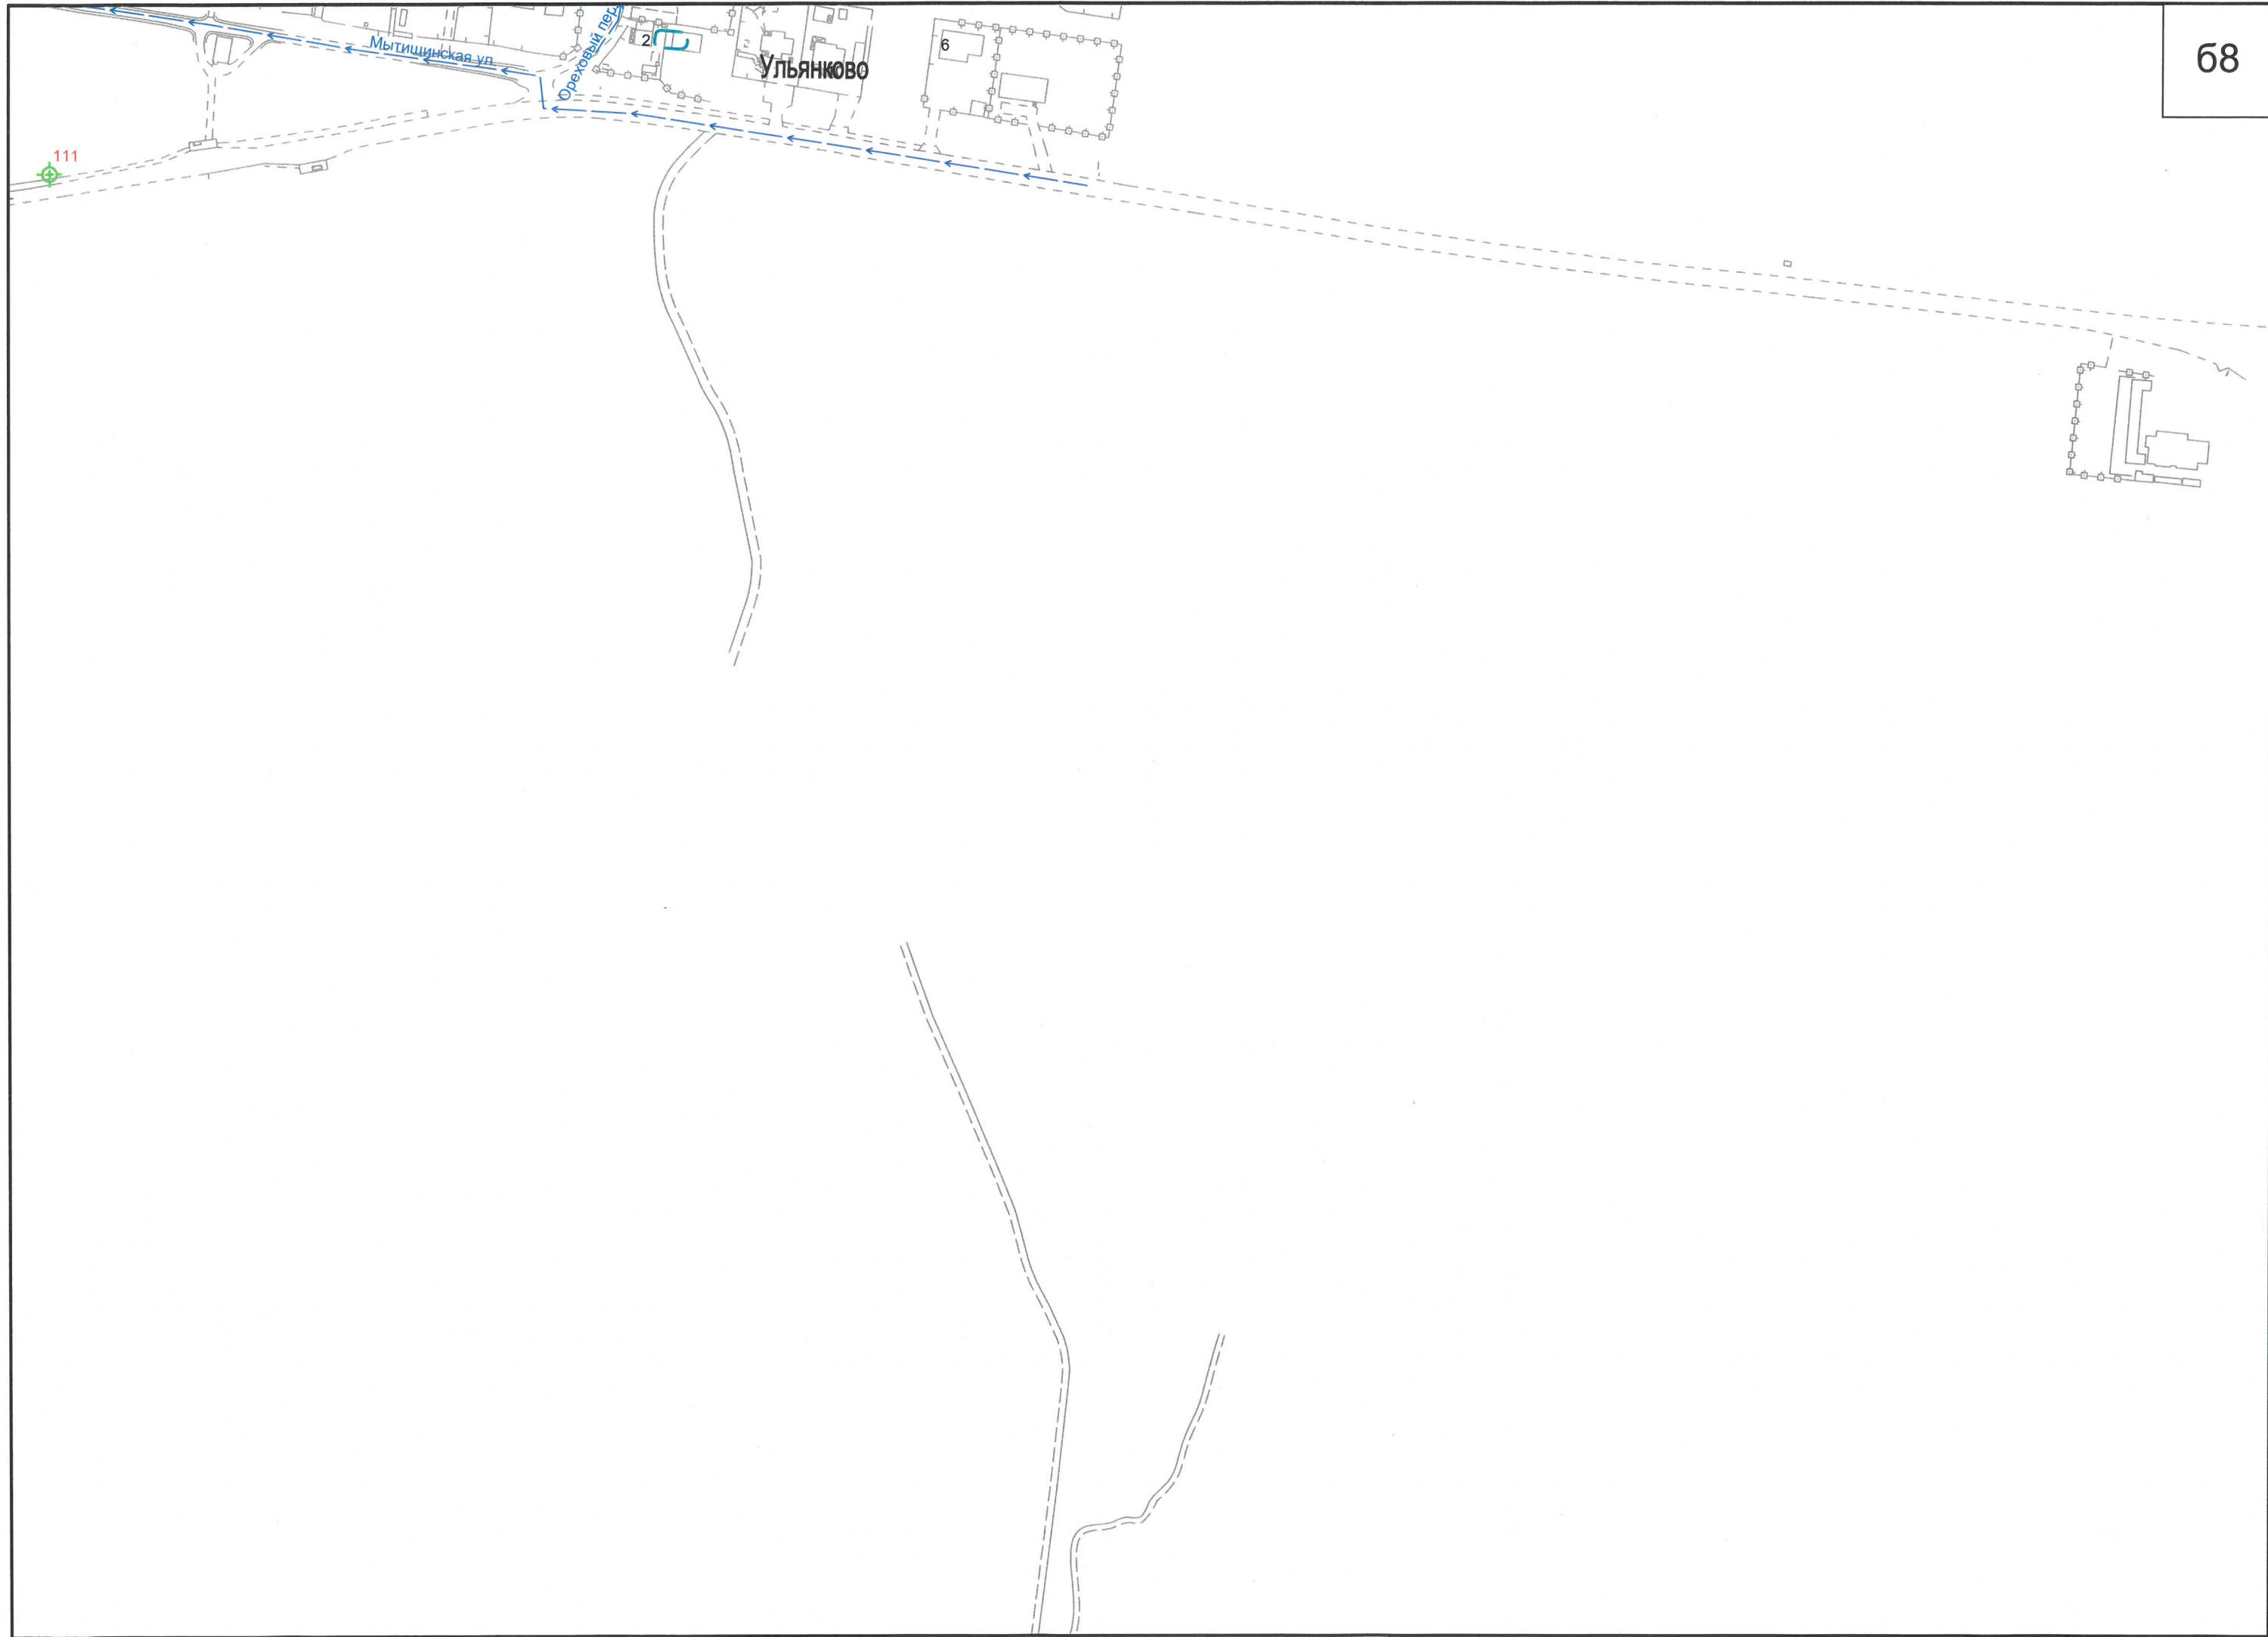 68
Мытищинская ул.
Ореховый пер.
2
Ульянково
6
111